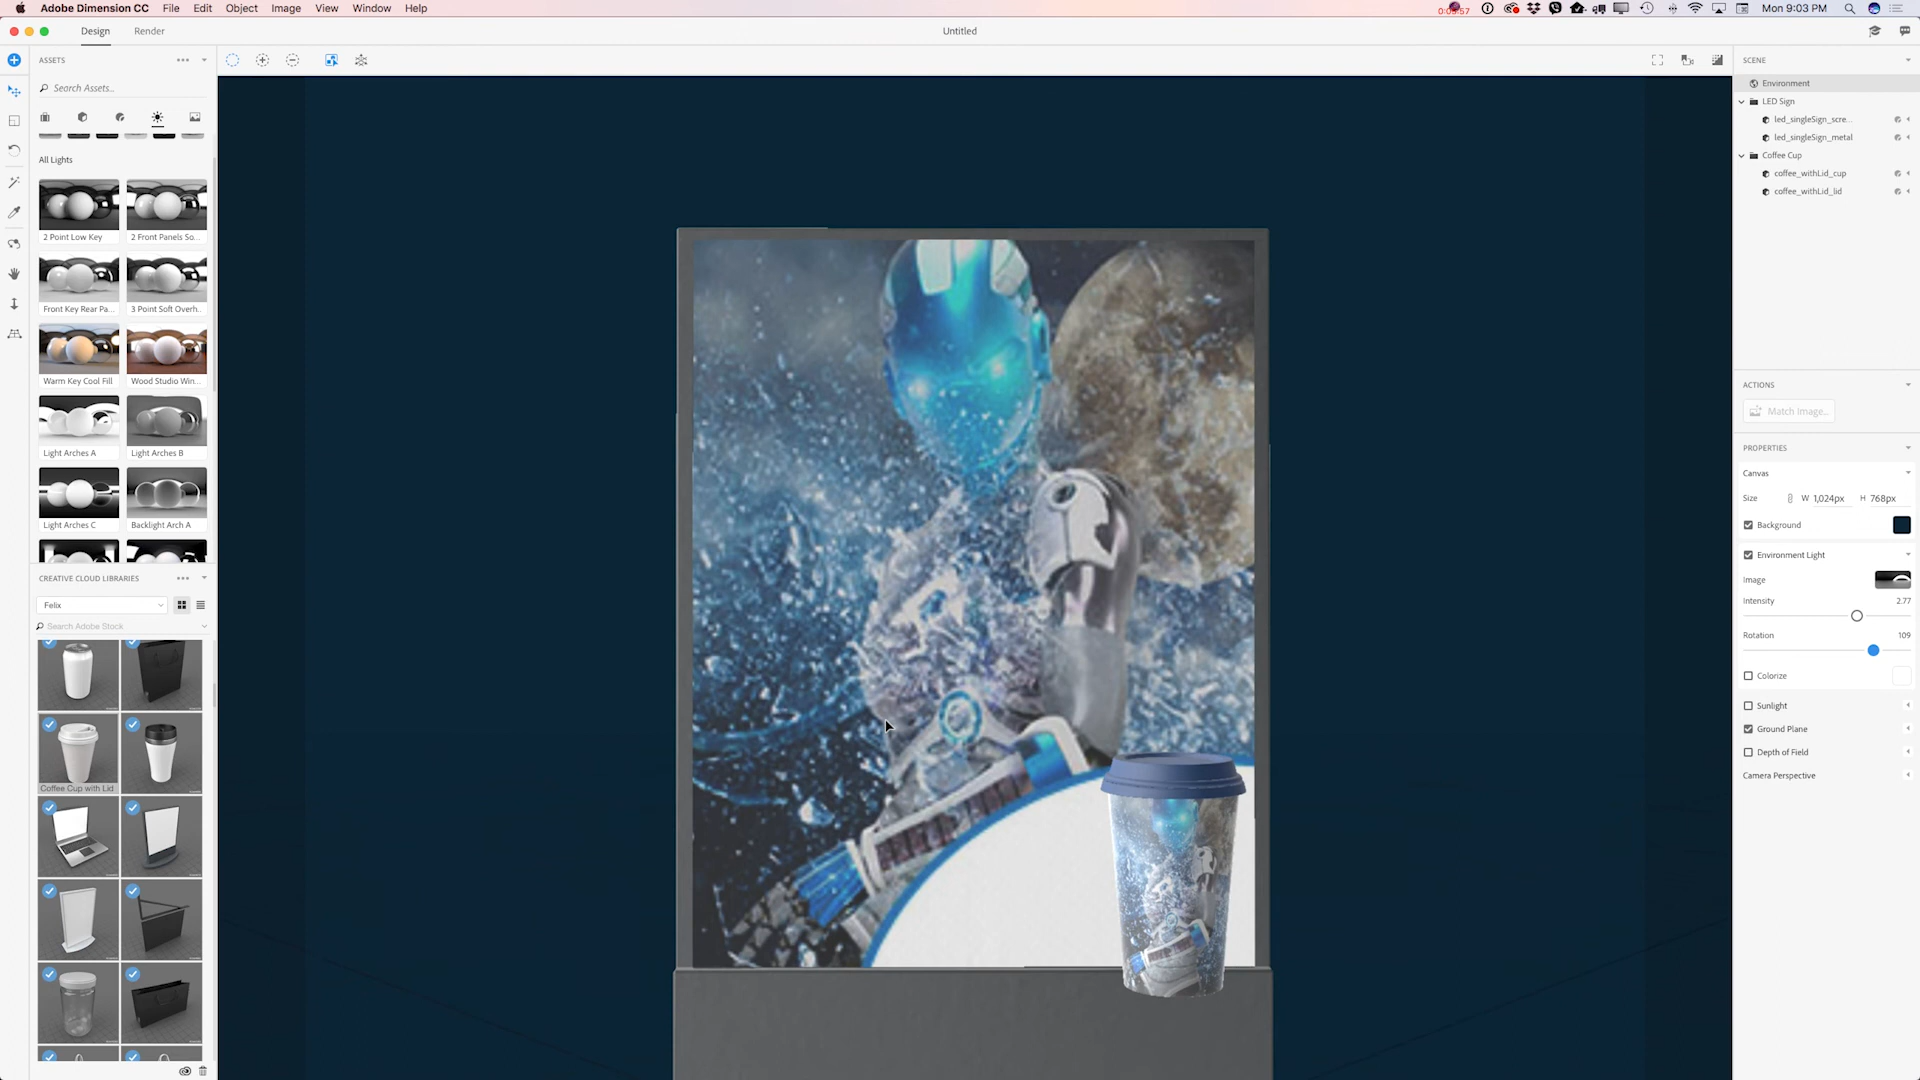 Adobe Dimension CC File Edit Object Image View Window Help
Mon 9:03 PM
Design Render Untitled
ASSETS
Search Assets...
All Lights
2 Point Low Key 2 Front Panels So...
Front Key Rear Pa... 3 Point Soft Overh..
Warm Key Cool Fill Wood Studio Win...
Light Arches A Light Arches B
Light Arches C Backlight Arch A
CREATIVE CLOUD LIBRARIES
Felix
Search Adobe Stock
Coffee Cup with Lid
SCENE
Environment
LED Sign
led_singleSign_scre...
led_singleSign_metal
Coffee Cup
coffee_withLid_cup
coffee_withLid_lid
ACTIONS
Match Image...
PROPERTIES
Canvas
Size W 1,024px H 768px
Background
Environment Light
Image
Intensity 2.77
Rotation 109
Colorize
Sunlight
Ground Plane
Depth of Field
Camera Perspective